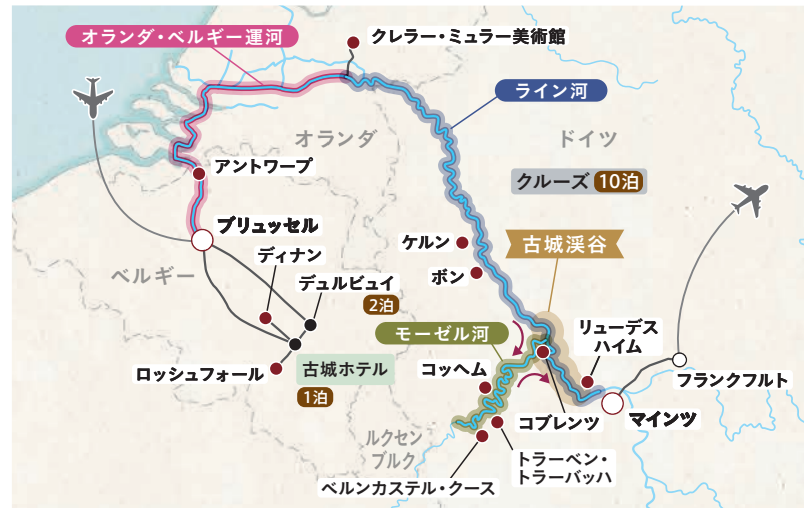 オランダ・ベルギー運河
クレラー・ミュラー美術館
ライン河
オランダ
ドイツ
クルーズ 10泊
アントワープ
ブリュッセル
ケルン
古城渓谷
ディナン
ベルギー
デュルビュイ
ボン
2泊
モーゼル河
リューデス
ハイム
ロッシュフォール
古城ホテル
コッヘム
フランクフルト
1泊
コブレンツ
マインツ
ルクセン
ブルク
トラーベン・
トラーバッハ
ベルンカステル・クース